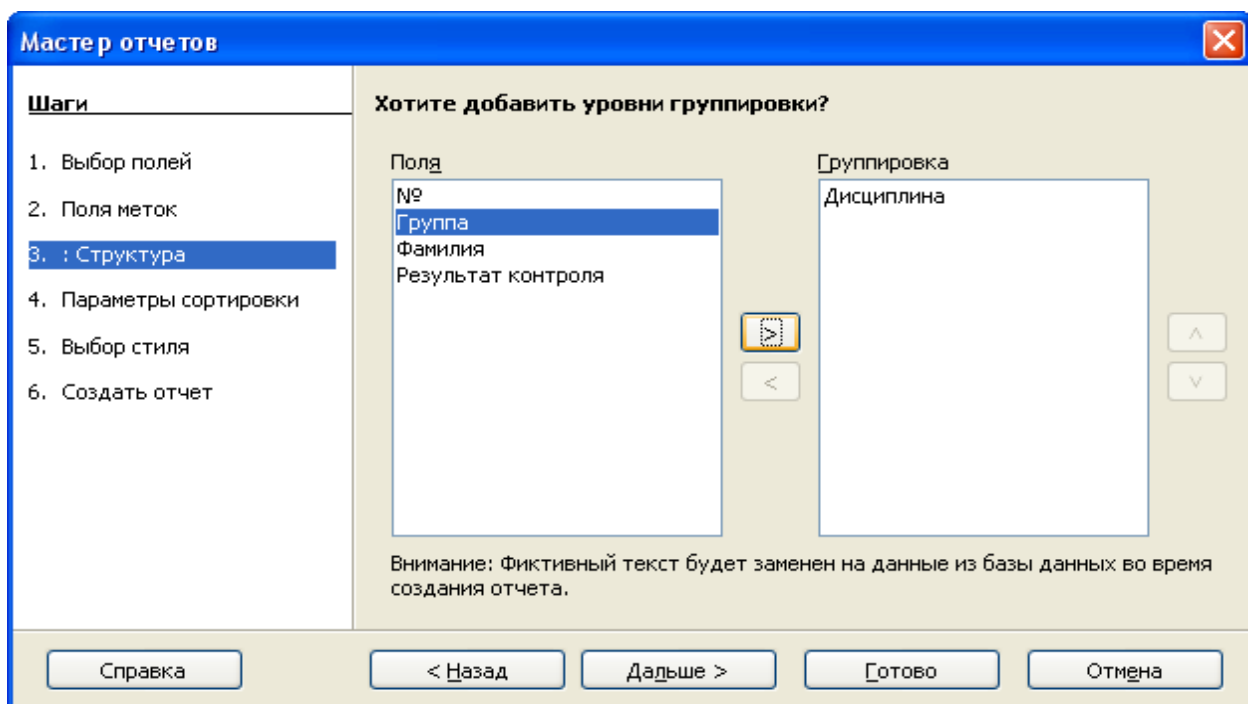 Мастер отчетов
Шаги
1. Выбор полей
2. Поля меток
3. : Структура
4. Параметры сортировки
5. Выбор стиля
6. Создать отчет
Хотите добавить уровни группировки?
Поля
№
Группа
Фамилия
Результат контроля
>
<
Группировка
Дисциплина
^
v
Внимание: Фиктивный текст будет заменен на данные из базы данных во время
создания отчета.
Справка
< Назад
Дальше >
Готово
Отмена